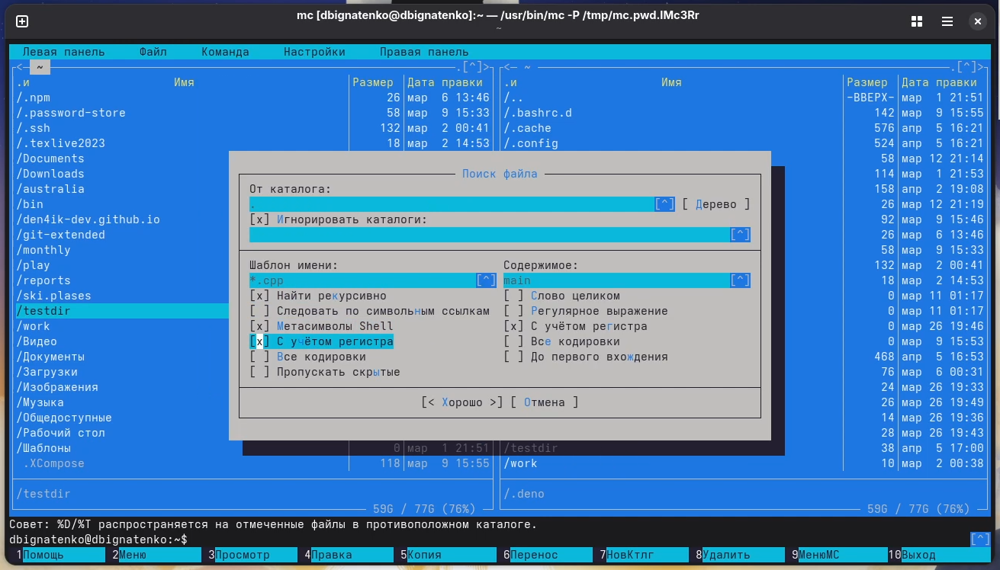 mc [dbignatenko@dbignatenko]:~ — /usr/bin/mc -P /tmp/mc.pwd.IMc3Rr
~
Левая панель Файл Команда Настройки Правая панель
<— ~ .[^]> <— ~ .[^]>
.и Имя Размер Дата правки .и Имя Размер Дата правки
/.npm 26 мар 6 13:46 /.. -ВВЕРХ- мар 1 21:51
/.password-store 58 мар 9 15:33 /.bashrc.d 142 мар 9 15:55
/.ssh 132 мар 2 00:41 /.cache 576 апр 5 16:21
/.texlive2023 18 мар 2 14:53 /.config 524 апр 5 16:21
/Documents 58 мар 12 21:14
/Downloads Поиск файла 114 мар 1 21:53
/australia От каталога: 158 апр 2 19:08
/bin . [^] [ Дерево ] 26 мар 12 21:19
/den4ik-dev.github.io [x] Игнорировать каталоги: 92 мар 9 15:46
/git-extended [^] 26 мар 6 13:46
/monthly 58 мар 9 15:33
/play Шаблон имени: Содержимое: 132 мар 2 00:41
/reports *.cpp [^] main [^] 18 мар 2 14:53
/ski.plases [x] Найти рекурсивно [ ] Слово целиком 0 мар 11 01:17
/testdir [ ] Следовать по символьным ссылкам [ ] Регулярное выражение 0 мар 11 01:17
/work [x] Метасимволы Shell [x] С учётом регистра 0 мар 26 19:46
/Видео [x] С учётом регистра [ ] Все кодировки 0 мар 9 15:53
/Документы [ ] Все кодировки [ ] До первого вхождения 468 апр 5 16:53
/Загрузки [ ] Пропускать скрытые 76 мар 6 00:31
/Изображения 24 мар 26 19:33
/Музыка [< Хорошо >] [ Отмена ] 26 мар 26 19:49
/Общедоступные 14 мар 26 19:36
/Рабочий стол 28 мар 26 19:43
/Шаблоны 0 мар 1 21:51 /testdir 38 апр 5 17:00
.XCompose 118 мар 9 15:55 /work 10 мар 2 00:38
/testdir /.deno
59G / 77G (76%) 59G / 77G (76%)
Совет: %D/%T распространяется на отмеченные файлы в противоположном каталоге.
dbignatenko@dbignatenko:~$ [^]
1Помощь 2Меню 3Просмотр 4Правка 5Копия 6Перенос 7НовКтлг 8Удалить 9МенюМС 10Выход